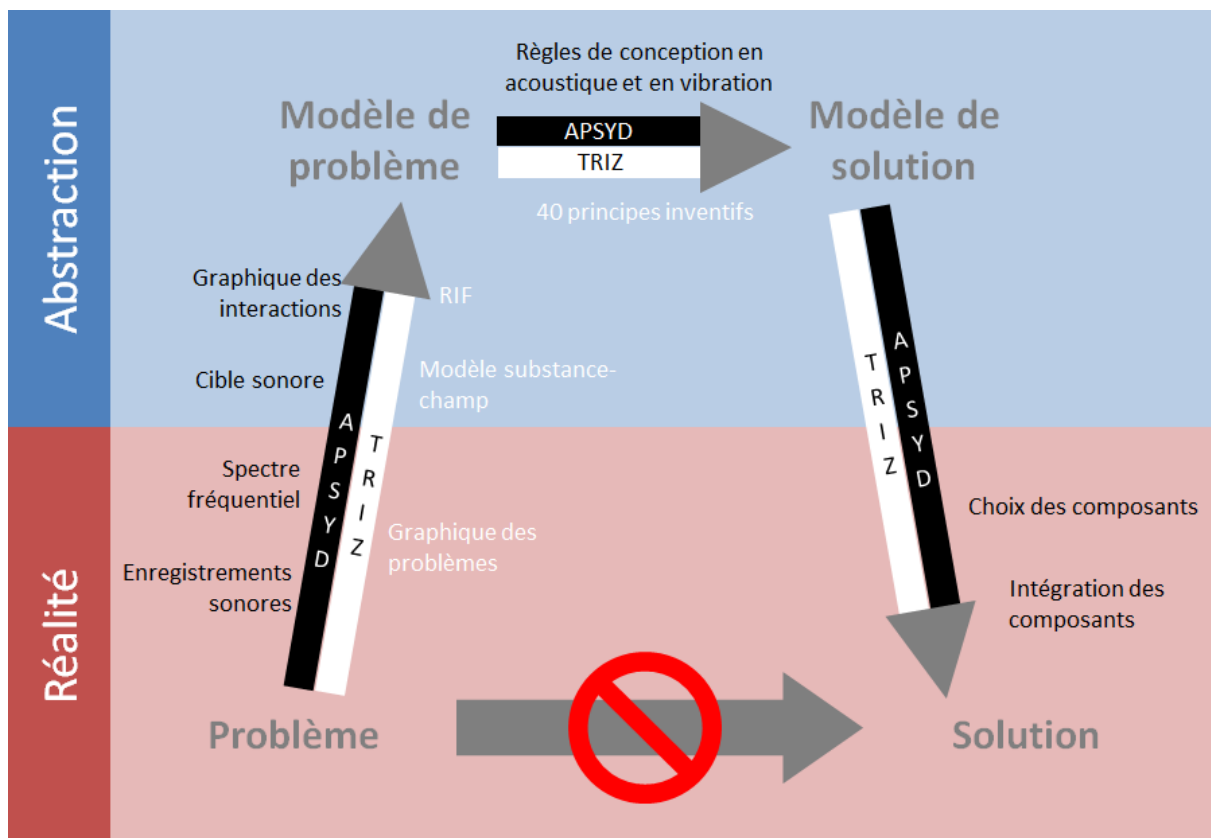 Abstraction
Réalité
Règles de conception en
acoustique et en vibration
Modèle de
problème
APSYD
TRIZ
Modèle de
solution
40 principes inventifs
Graphique des
interactions
RIF
Cible sonore
Modèle substance-
champ
APSYD
TRIZ
Spectre
fréquentiel
Graphique des
problèmes
Enregistrements
sonores
TRIZ
APSYD
Choix des composants
Intégration des
composants
Problème
Solution